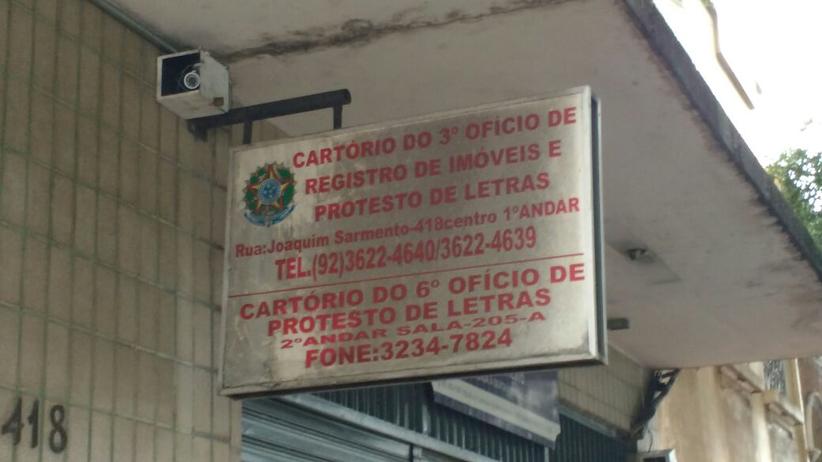 CARTÓRIO DO 3º OFÍCIO DE
REGISTRO DE IMÓVEIS E
PROTESTO DE LETRAS
Rua:Joaquim Sarmento-418centro 1ºANDAR
TEL.(92)3622-4640/3622-4639
CARTÓRIO DO 6º OFÍCIO DE
PROTESTO DE LETRAS
2ºANDAR SALA-205-A
FONE:3234-7824
418